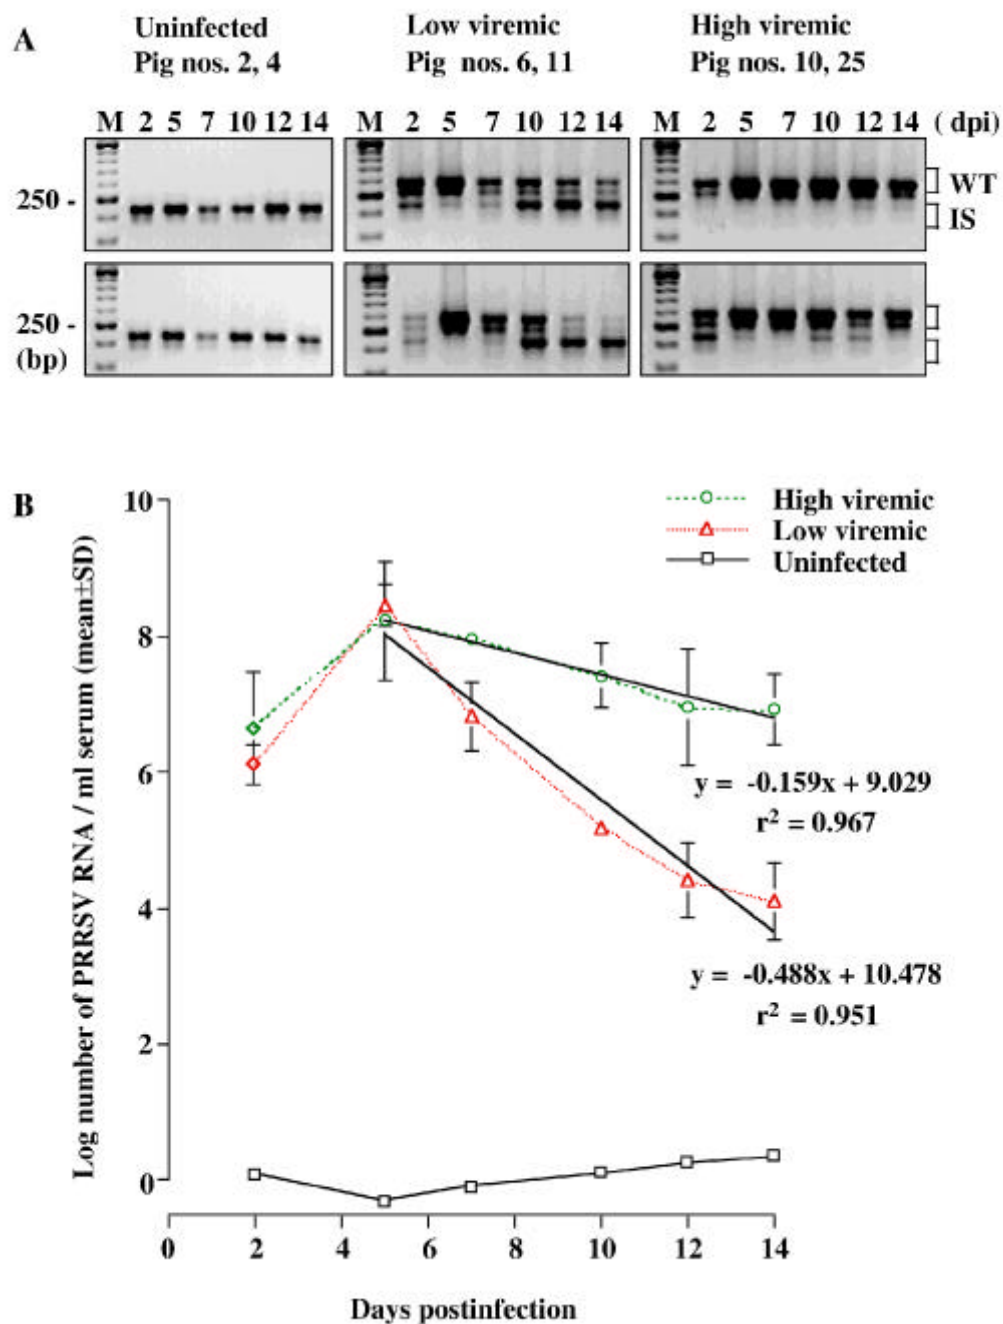 A
Uninfected
Pig nos. 2, 4
Low viremic
Pig nos. 6, 11
High viremic
Pig nos. 10, 25
M 2 5 7 10 12 14
M 2 5 7 10 12 14
M 2 5 7 10 12 14 ( dpi)
250 -
WT
IS
250 -
(bp)
B
High viremic
Low viremic
Uninfected
Log number of PRRSV RNA / ml serum (mean±SD)
10
8
6
4
2
0
y = -0.159x + 9.029
r² = 0.967
y = -0.488x + 10.478
r² = 0.951
0 2 4 6 8 10 12 14
Days postinfection